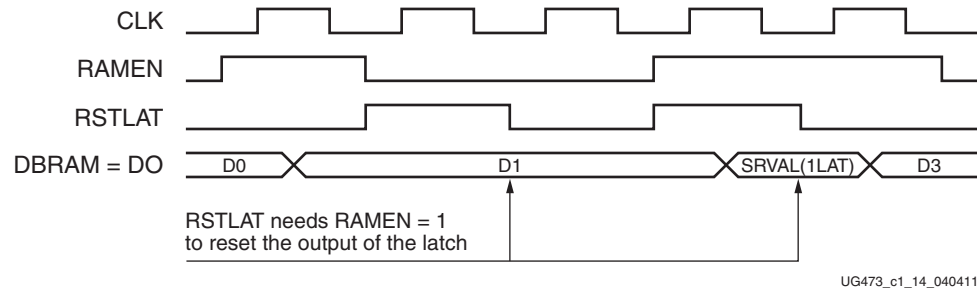 CLK
RAMEN
RSTLAT
DBRAM = DO
D0
D1
SRVAL(1LAT)
D3
RSTLAT needs RAMEN = 1
to reset the output of the latch
UG473_c1_14_040411